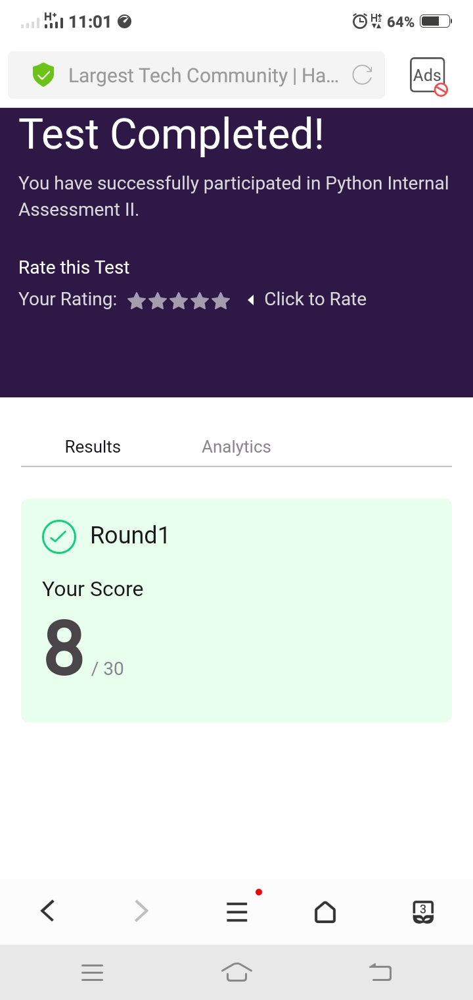 H+ 11:01 64%
Largest Tech Community | Ha...
Ads
Test Completed!
You have successfully participated in Python Internal
Assessment II.
Rate this Test
Your Rating: Click to Rate
Results Analytics
Round1
Your Score
8 / 30
3